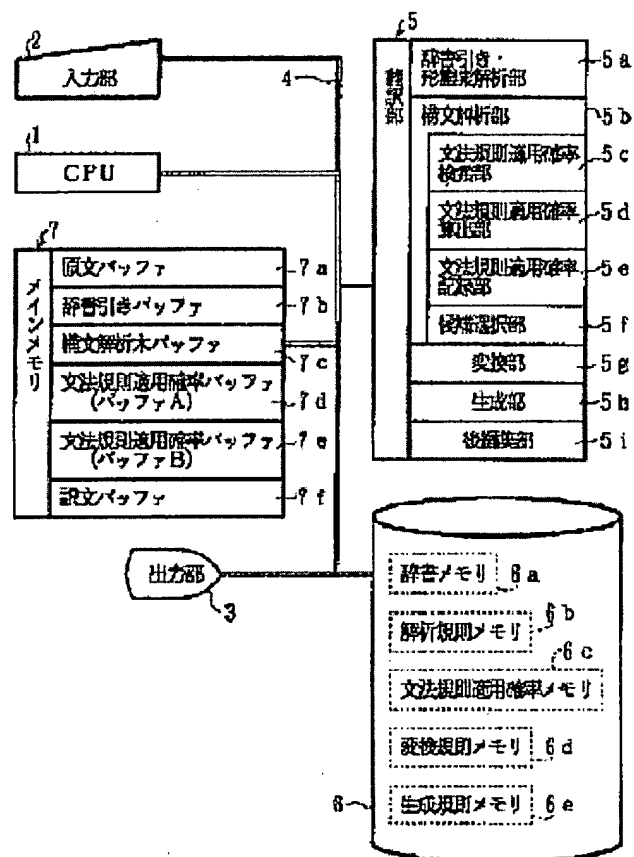 2
入力部
4
1
CPU
7
メインメモリ
原文バッファ
7a
辞書引きバッファ
7b
構文解析木バッファ
7c
文法規則適用確率バッファ
(バッファA)
7d
文法規則適用確率バッファ
(バッファB)
7e
訳文バッファ
7f
出力部
3
5
翻訳部
辞書引き・
形態素解析部
5a
構文解析部
5b
文法規則適用確率
検索部
5c
文法規則適用確率
算出部
5d
文法規則適用確率
記録部
5e
候補選択部
5f
変換部
5g
生成部
5h
後編集部
5i
辞書メモリ
6a
解析規則メモリ
6b
6c
文法規則適用確率メモリ
変換規則メモリ
6d
6
生成規則メモリ
6e